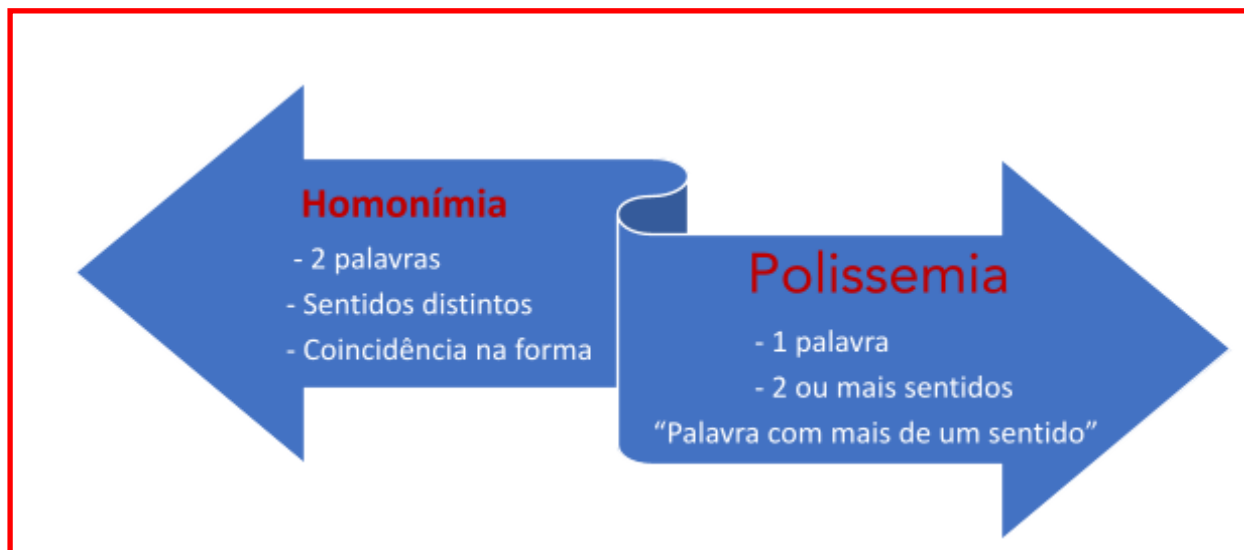 Homonímia
- 2 palavras
- Sentidos distintos
- Coincidência na forma
Polissemia
- 1 palavra
- 2 ou mais sentidos
“Palavra com mais de um sentido”